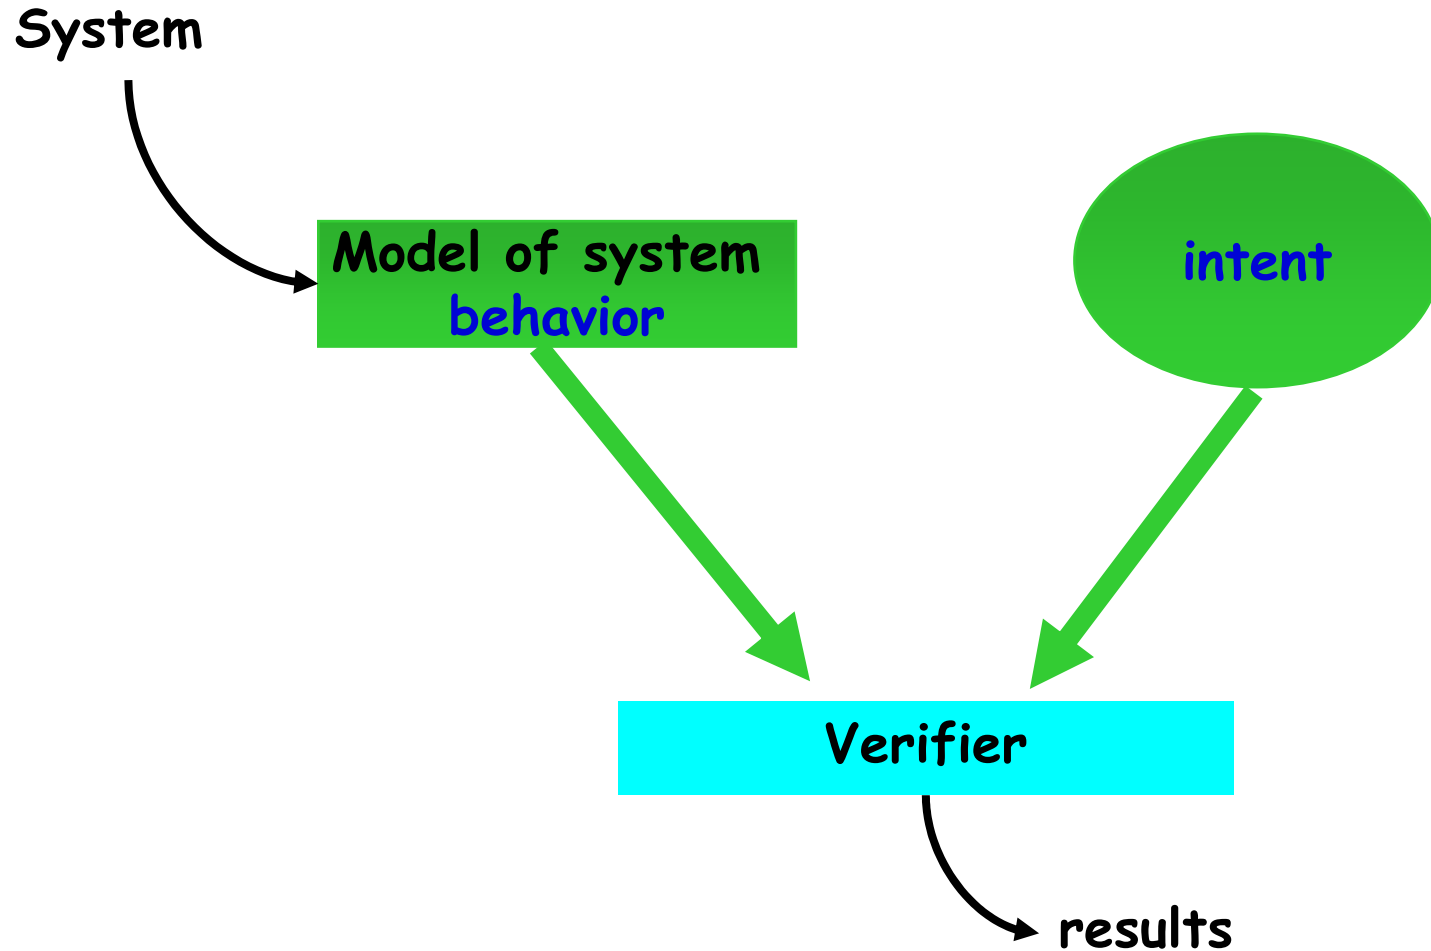 System
Model of system
behavior
intent
Verifier
results